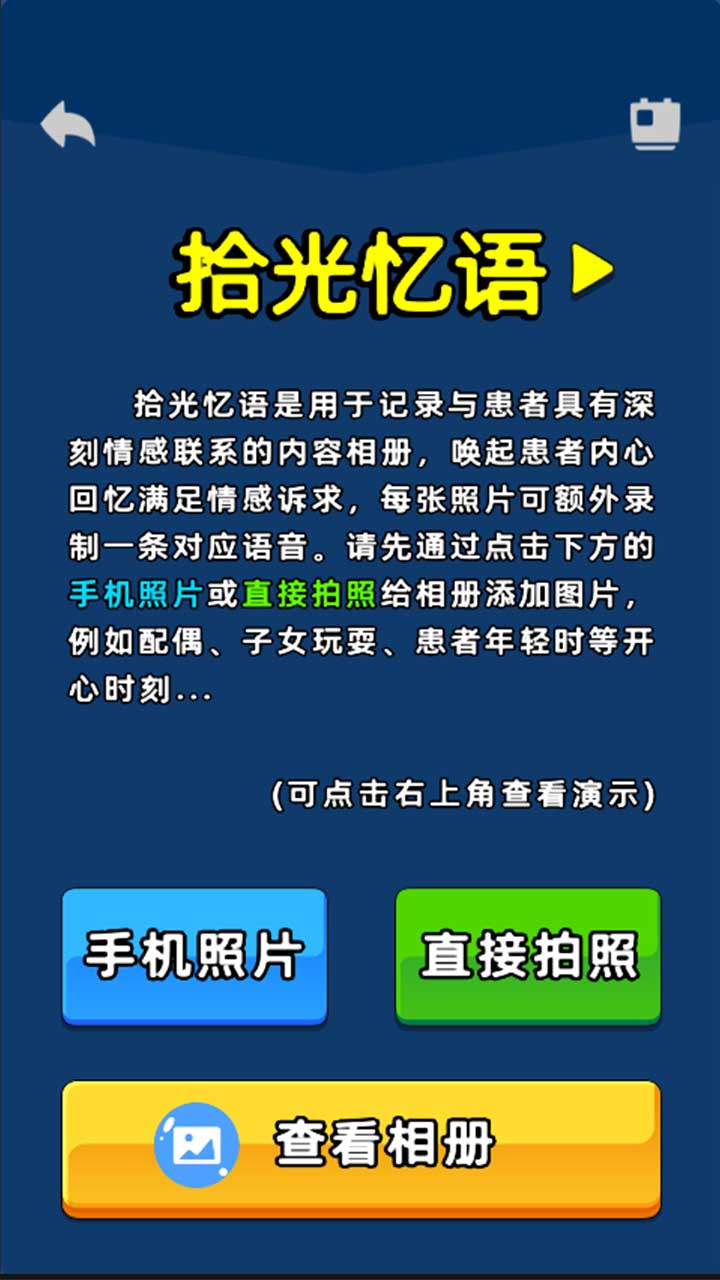 拾光忆语
拾光忆语是用于记录与患者具有深
刻情感联系的内容相册，唤起患者内心
回忆满足情感诉求，每张照片可额外录
制一条对应语音。请先通过点击下方的
手机照片或直接拍照给相册添加图片，
例如配偶、子女玩耍、患者年轻时等开
心时刻...
(可点击右上角查看演示)
手机照片
直接拍照
查看相册